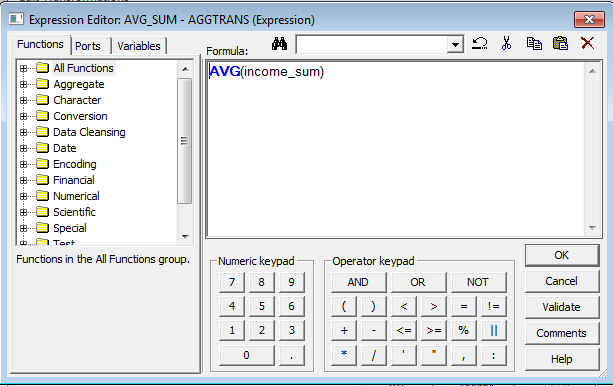 Expression Editor: AVG_SUM - AGGTRANS (Expression)
Functions Ports Variables
Formula:
AVG(income_sum)
All Functions
Aggregate
Character
Conversion
Data Cleansing
Date
Encoding
Financial
Numerical
Scientific
Special
Test
Functions in the All Functions group.
Numeric keypad
7 8 9
4 5 6
1 2 3
0 .
Operator keypad
AND OR NOT
( ) < > = !=
+ - <= >= % ||
* / ' " , :
OK
Cancel
Validate
Comments
Help